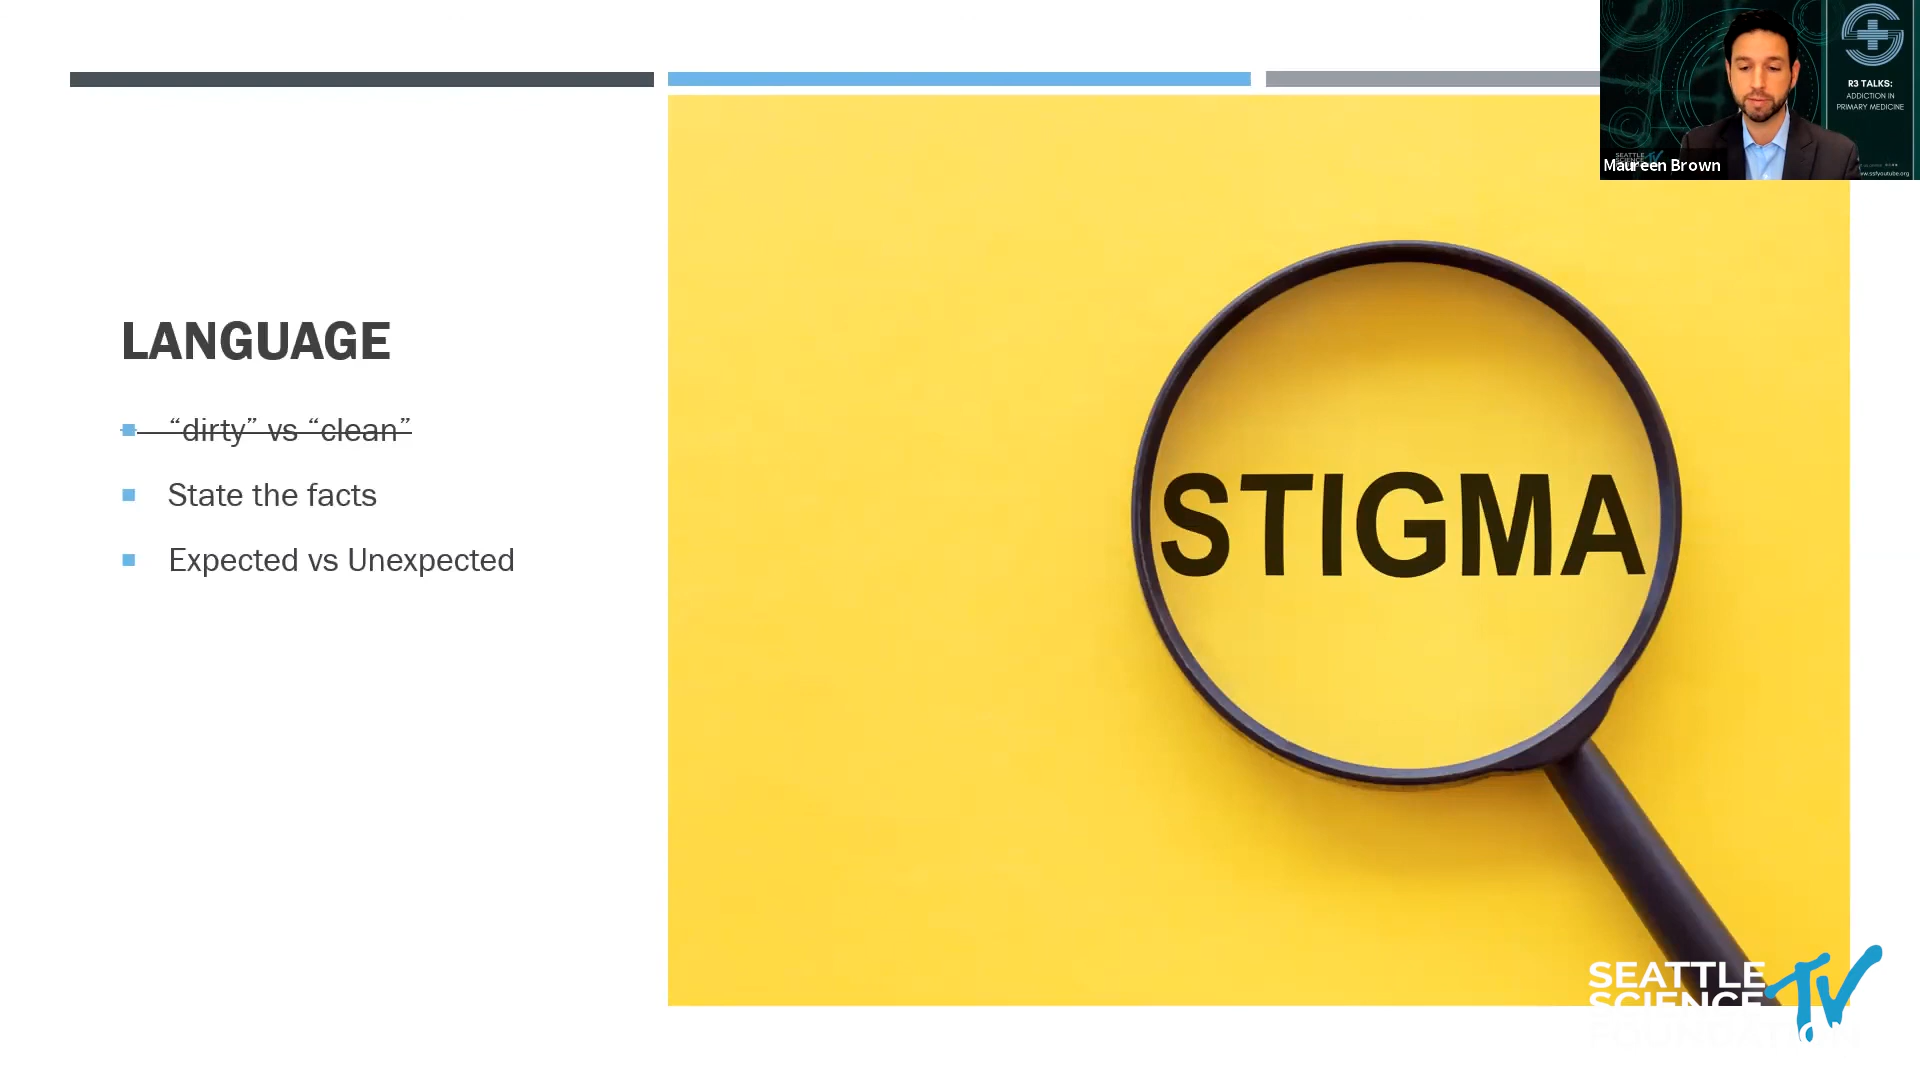 R3 TALKS:
ADDICTION IN
PRIMARY MEDICINE
Maureen Brown
LANGUAGE
“dirty” vs “clean”
State the facts
Expected vs Unexpected
STIGMA
SEATTLE
SCIENCE
TV